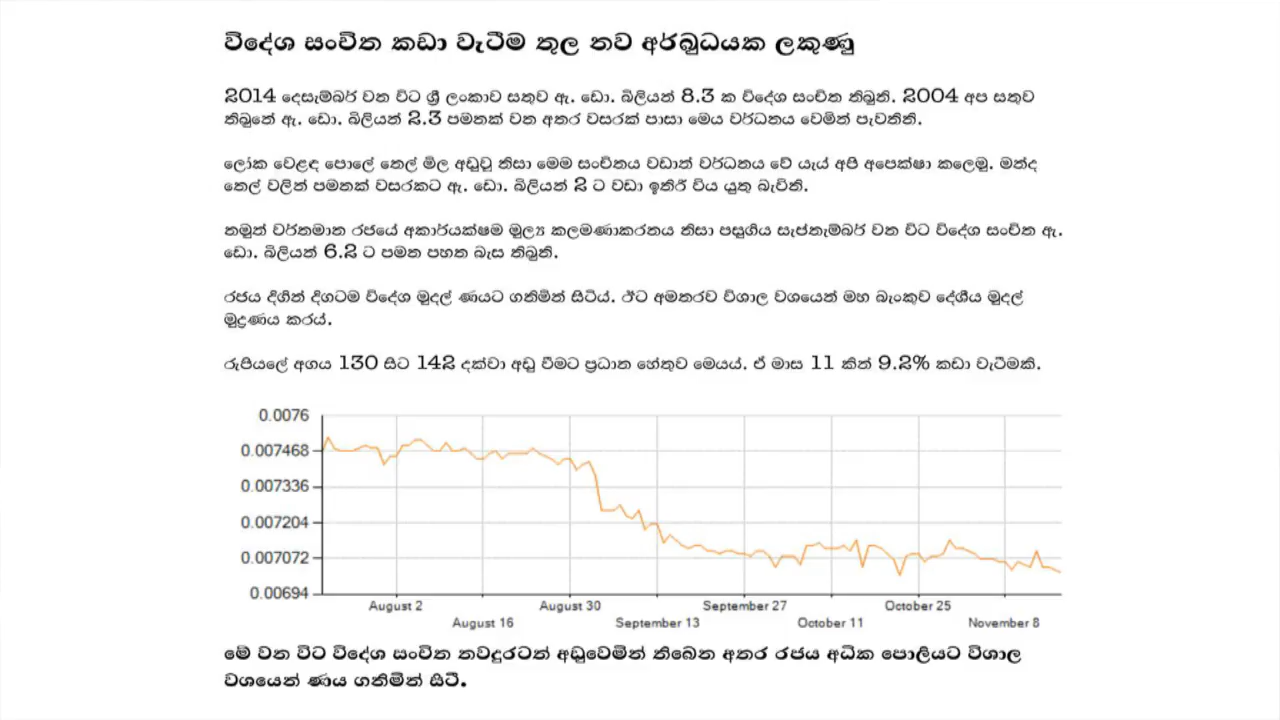 විදේශ සංචිත කඩා වැටීම තුල නව අර්බුධයක ලකුණු
2014 දෙසැම්බර් වන විට ශ්‍රී ලංකාව සතුව ඇ. ඩො. බිලියන් 8.3 ක විදේශ සංචිත තිබුනි. 2004 අප සතුව
තිබුනේ ඇ. ඩො. බිලියන් 2.3 පමනක් වන අතර වසරක් පාසා මෙය වර්ධනය වෙමින් පැවතිනි.
ලෝක වෙළඳ පොලේ තෙල් මිල අඩුවූ නිසා මෙම සංචිතය වඩාත් වර්ධනය වේ යැය් අපි අපෙක්ෂා කලෙමු. මන්ද
තෙල් වලින් පමනක් වසරකට ඇ. ඩො. බිලියන් 2 ට වඩා ඉතිරි විය යුතු බැවිනි.
නමුත් වර්තමාන රජයේ අකාර්යක්ෂම මුල්‍ය කලමණාකරනය නිසා පසුගිය සැප්තැම්බර් වන විට විදේශ සංචිත ඇ.
ඩො. බිලියන් 6.2 ට පමන පහත බැස තිබුනි.
රජය දිගින් දිගටම විදේශ මුදල් ණයට ගනිමින් සිටිය්. ඊට අමතරව විශාල වශයෙන් මහ බැංකුව දේශීය මුදල්
මුද්‍රණය කරය්.
රුපියලේ අගය 130 සිට 142 දක්වා අඩු වීමට ප්‍රධාන හේතුව මෙයය්. ඒ මාස 11 කින් 9.2% කඩා වැටීමකි.
0.0076
0.007468
0.007336
0.007204
0.007072
0.00694
August 2
August 16
August 30
September 13
September 27
October 11
October 25
November 8
මේ වන විට විදේශ සංචිත තවදුරටත් අඩුවෙමින් තිබෙන අතර රජය අධික පොලියට විශාල
වශයෙන් ණය ගනිමින් සිටී.